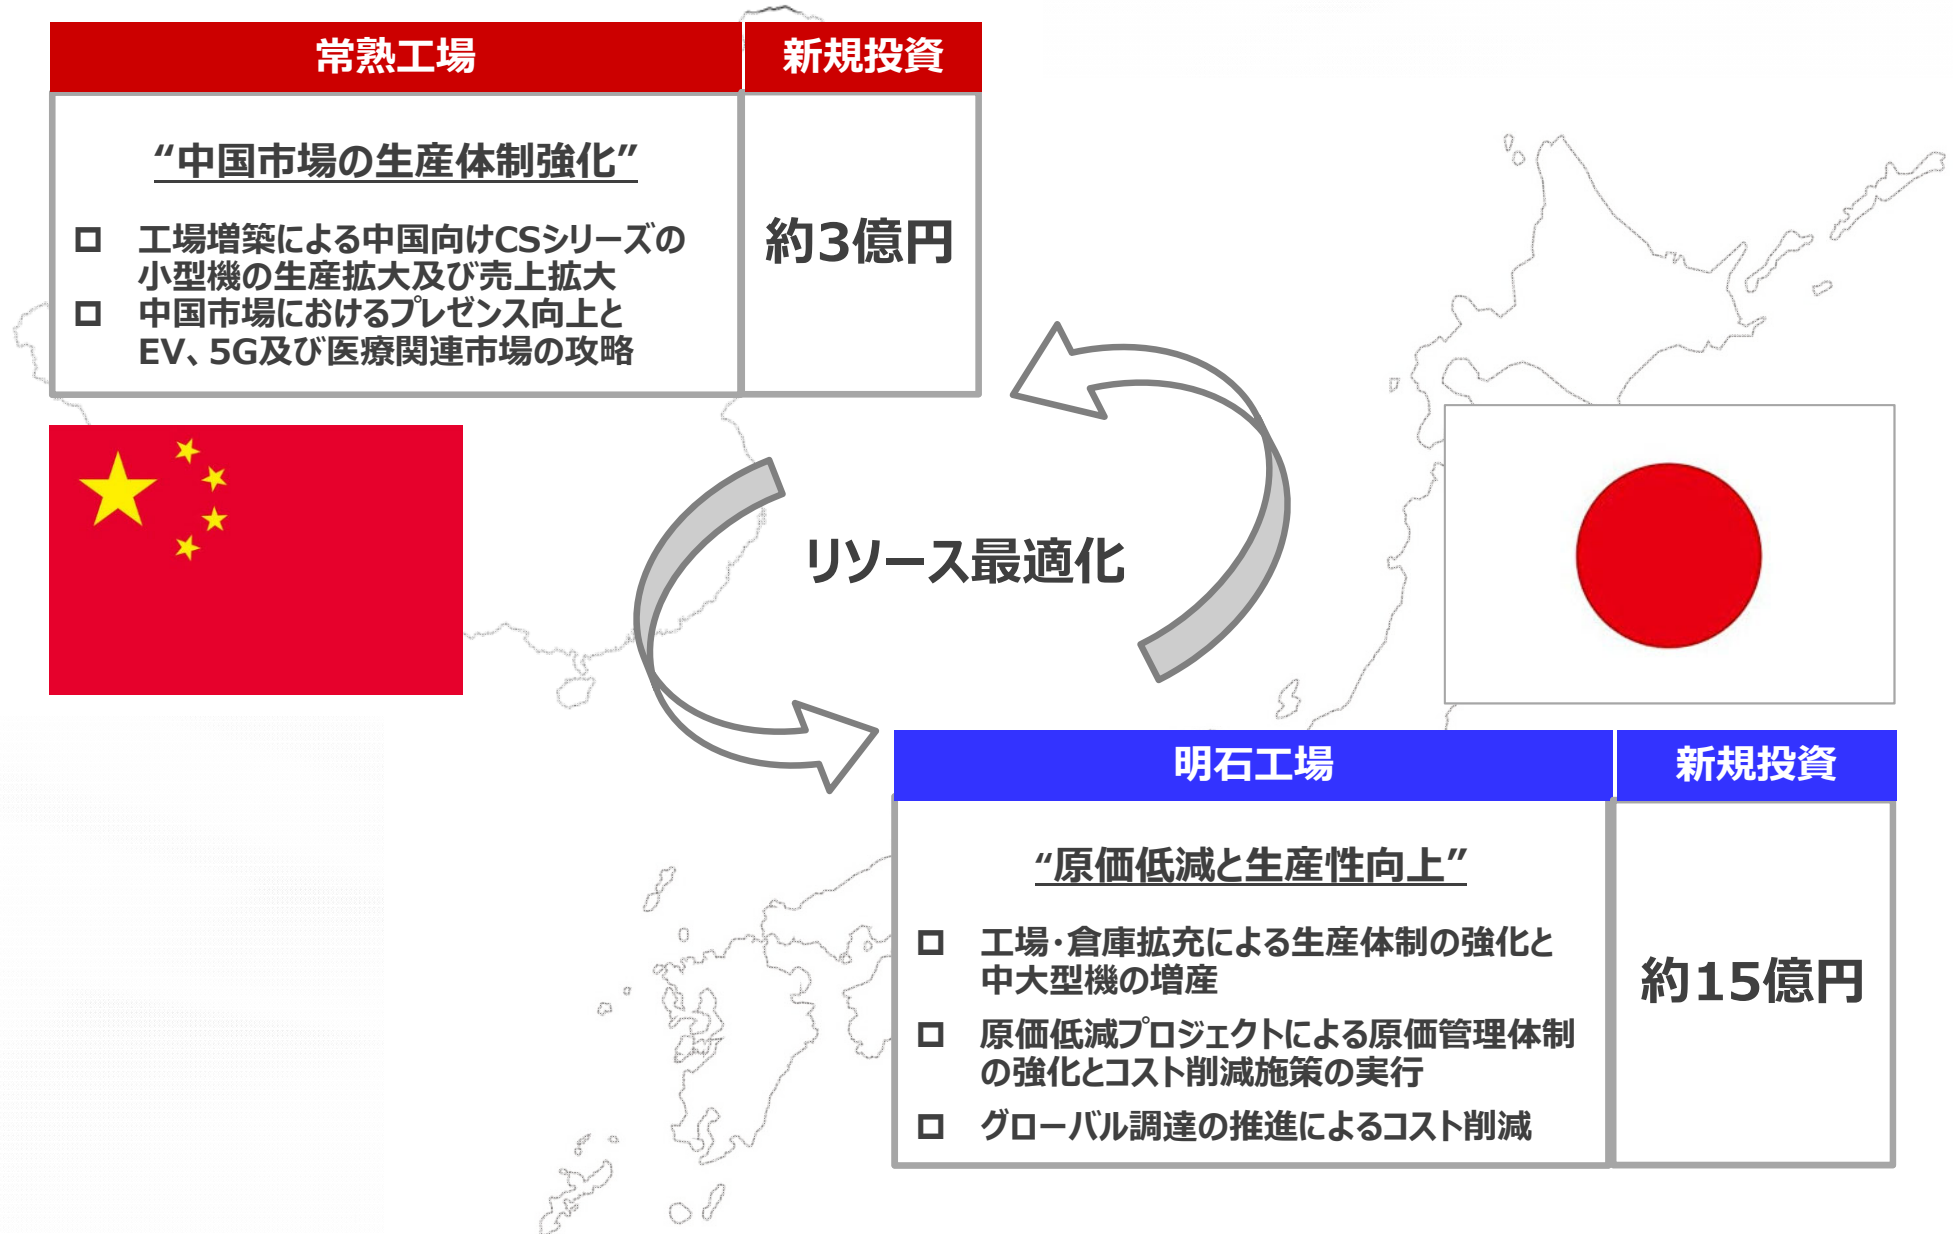 常熟工場
新規投資
“中国市場の生産体制強化”
工場増築による中国向けCSシリーズの
小型機の生産拡大及び売上拡大
中国市場におけるプレゼンス向上と
EV、5G及び医療関連市場の攻略
約3億円
リソース最適化
明石工場
新規投資
“原価低減と生産性向上”
工場・倉庫拡充による生産体制の強化と
中大型機の増産
原価低減プロジェクトによる原価管理体制
の強化とコスト削減施策の実行
グローバル調達の推進によるコスト削減
約15億円